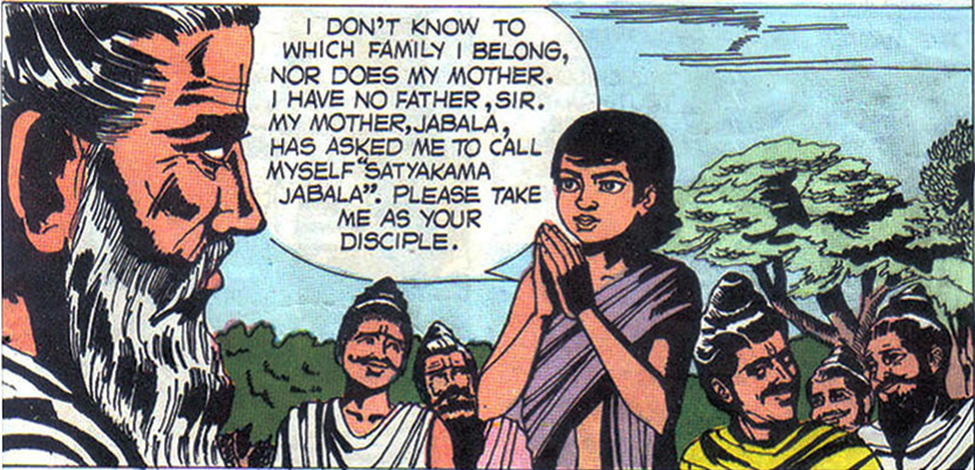 I DON'T KNOW TO
WHICH FAMILY I BELONG,
NOR DOES MY MOTHER.
I HAVE NO FATHER, SIR.
MY MOTHER, JABALA,
HAS ASKED ME TO CALL
MYSELF "SATYAKAMA
JABALA". PLEASE TAKE
ME AS YOUR
DISCIPLE.